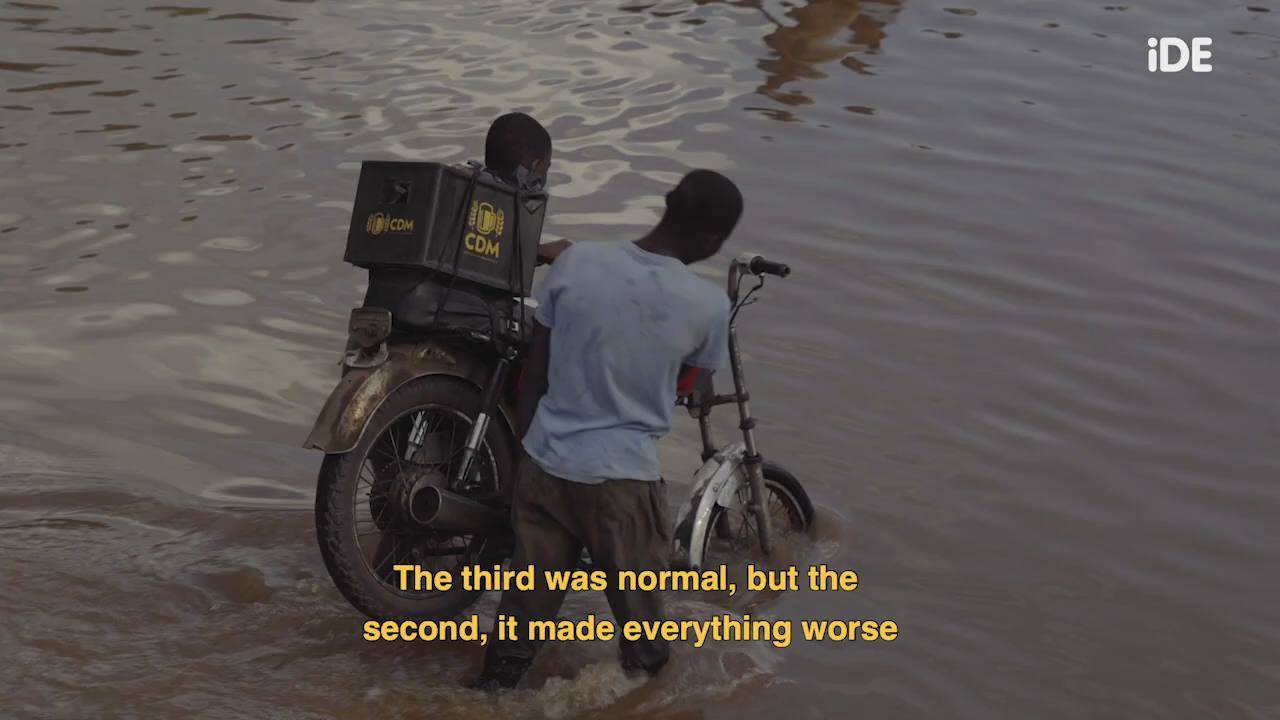 iDE
CDM
CDM
The third was normal, but the
second, it made everything worse